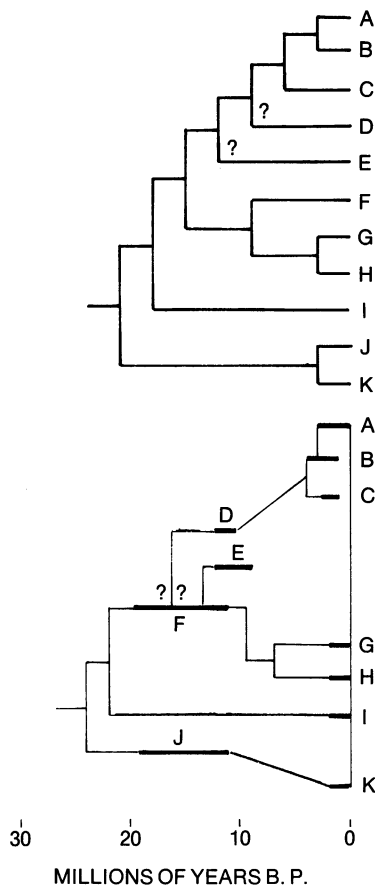 A
B
C
? D
? E
F
G
H
I
J
K
A
B
C
D
E
? ?
F
G
H
I
J
K
30 20 10 0
MILLIONS OF YEARS B. P.